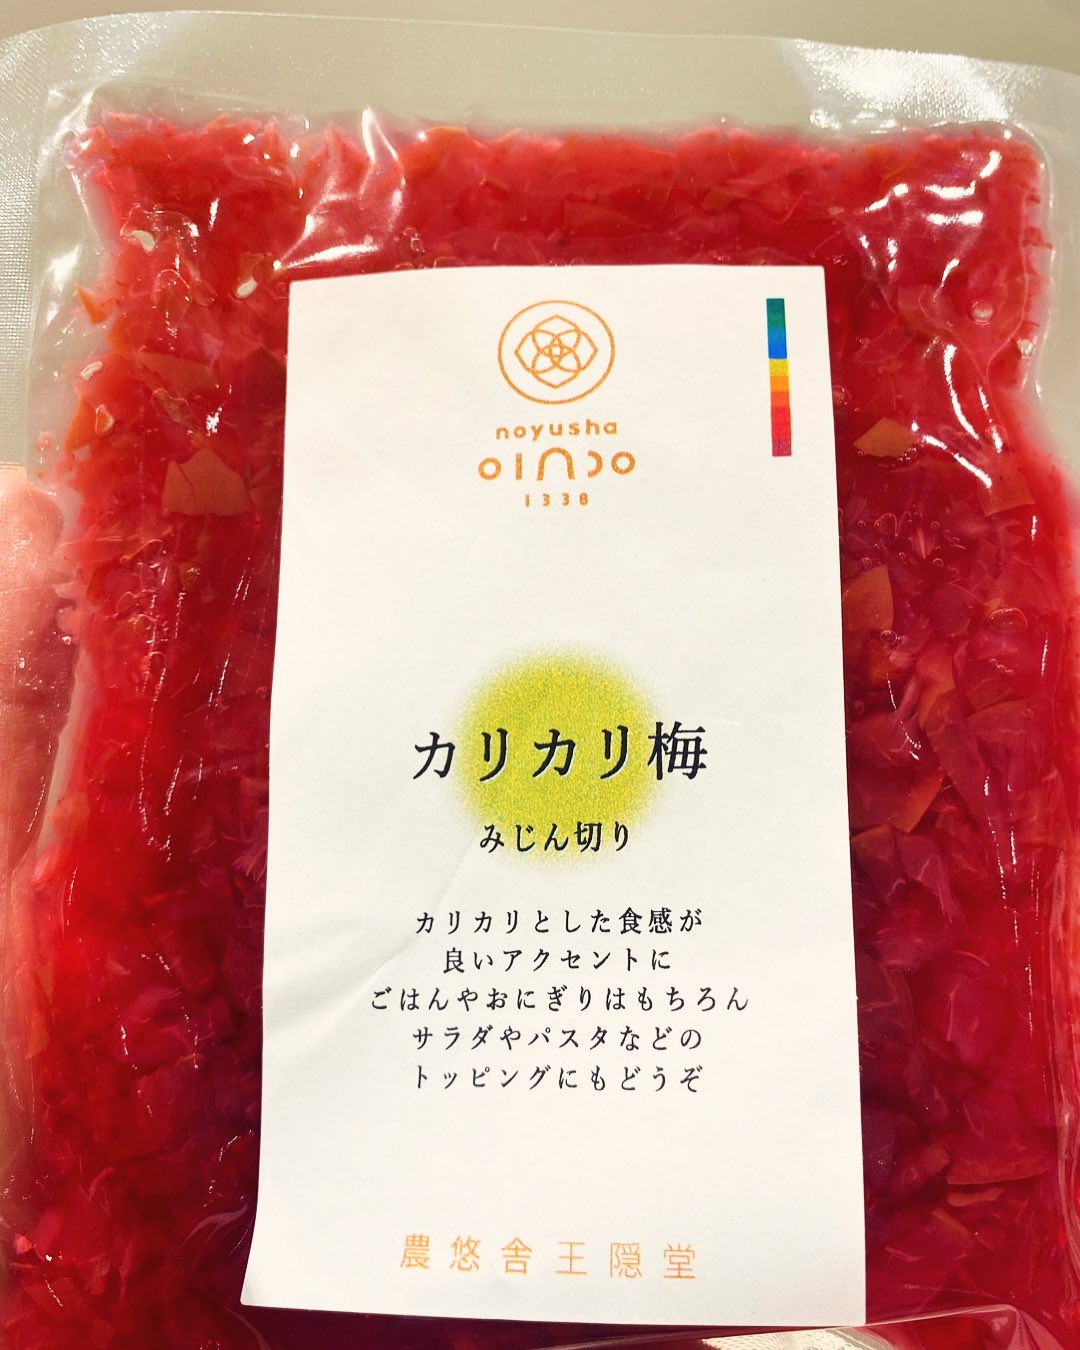 noyusha
oindo
1338
カリカリ梅
みじん切り
カリカリとした食感が
良いアクセントに
ごはんやおにぎりはもちろん
サラダやパスタなどの
トッピングにもどうぞ
農悠舎王隠堂